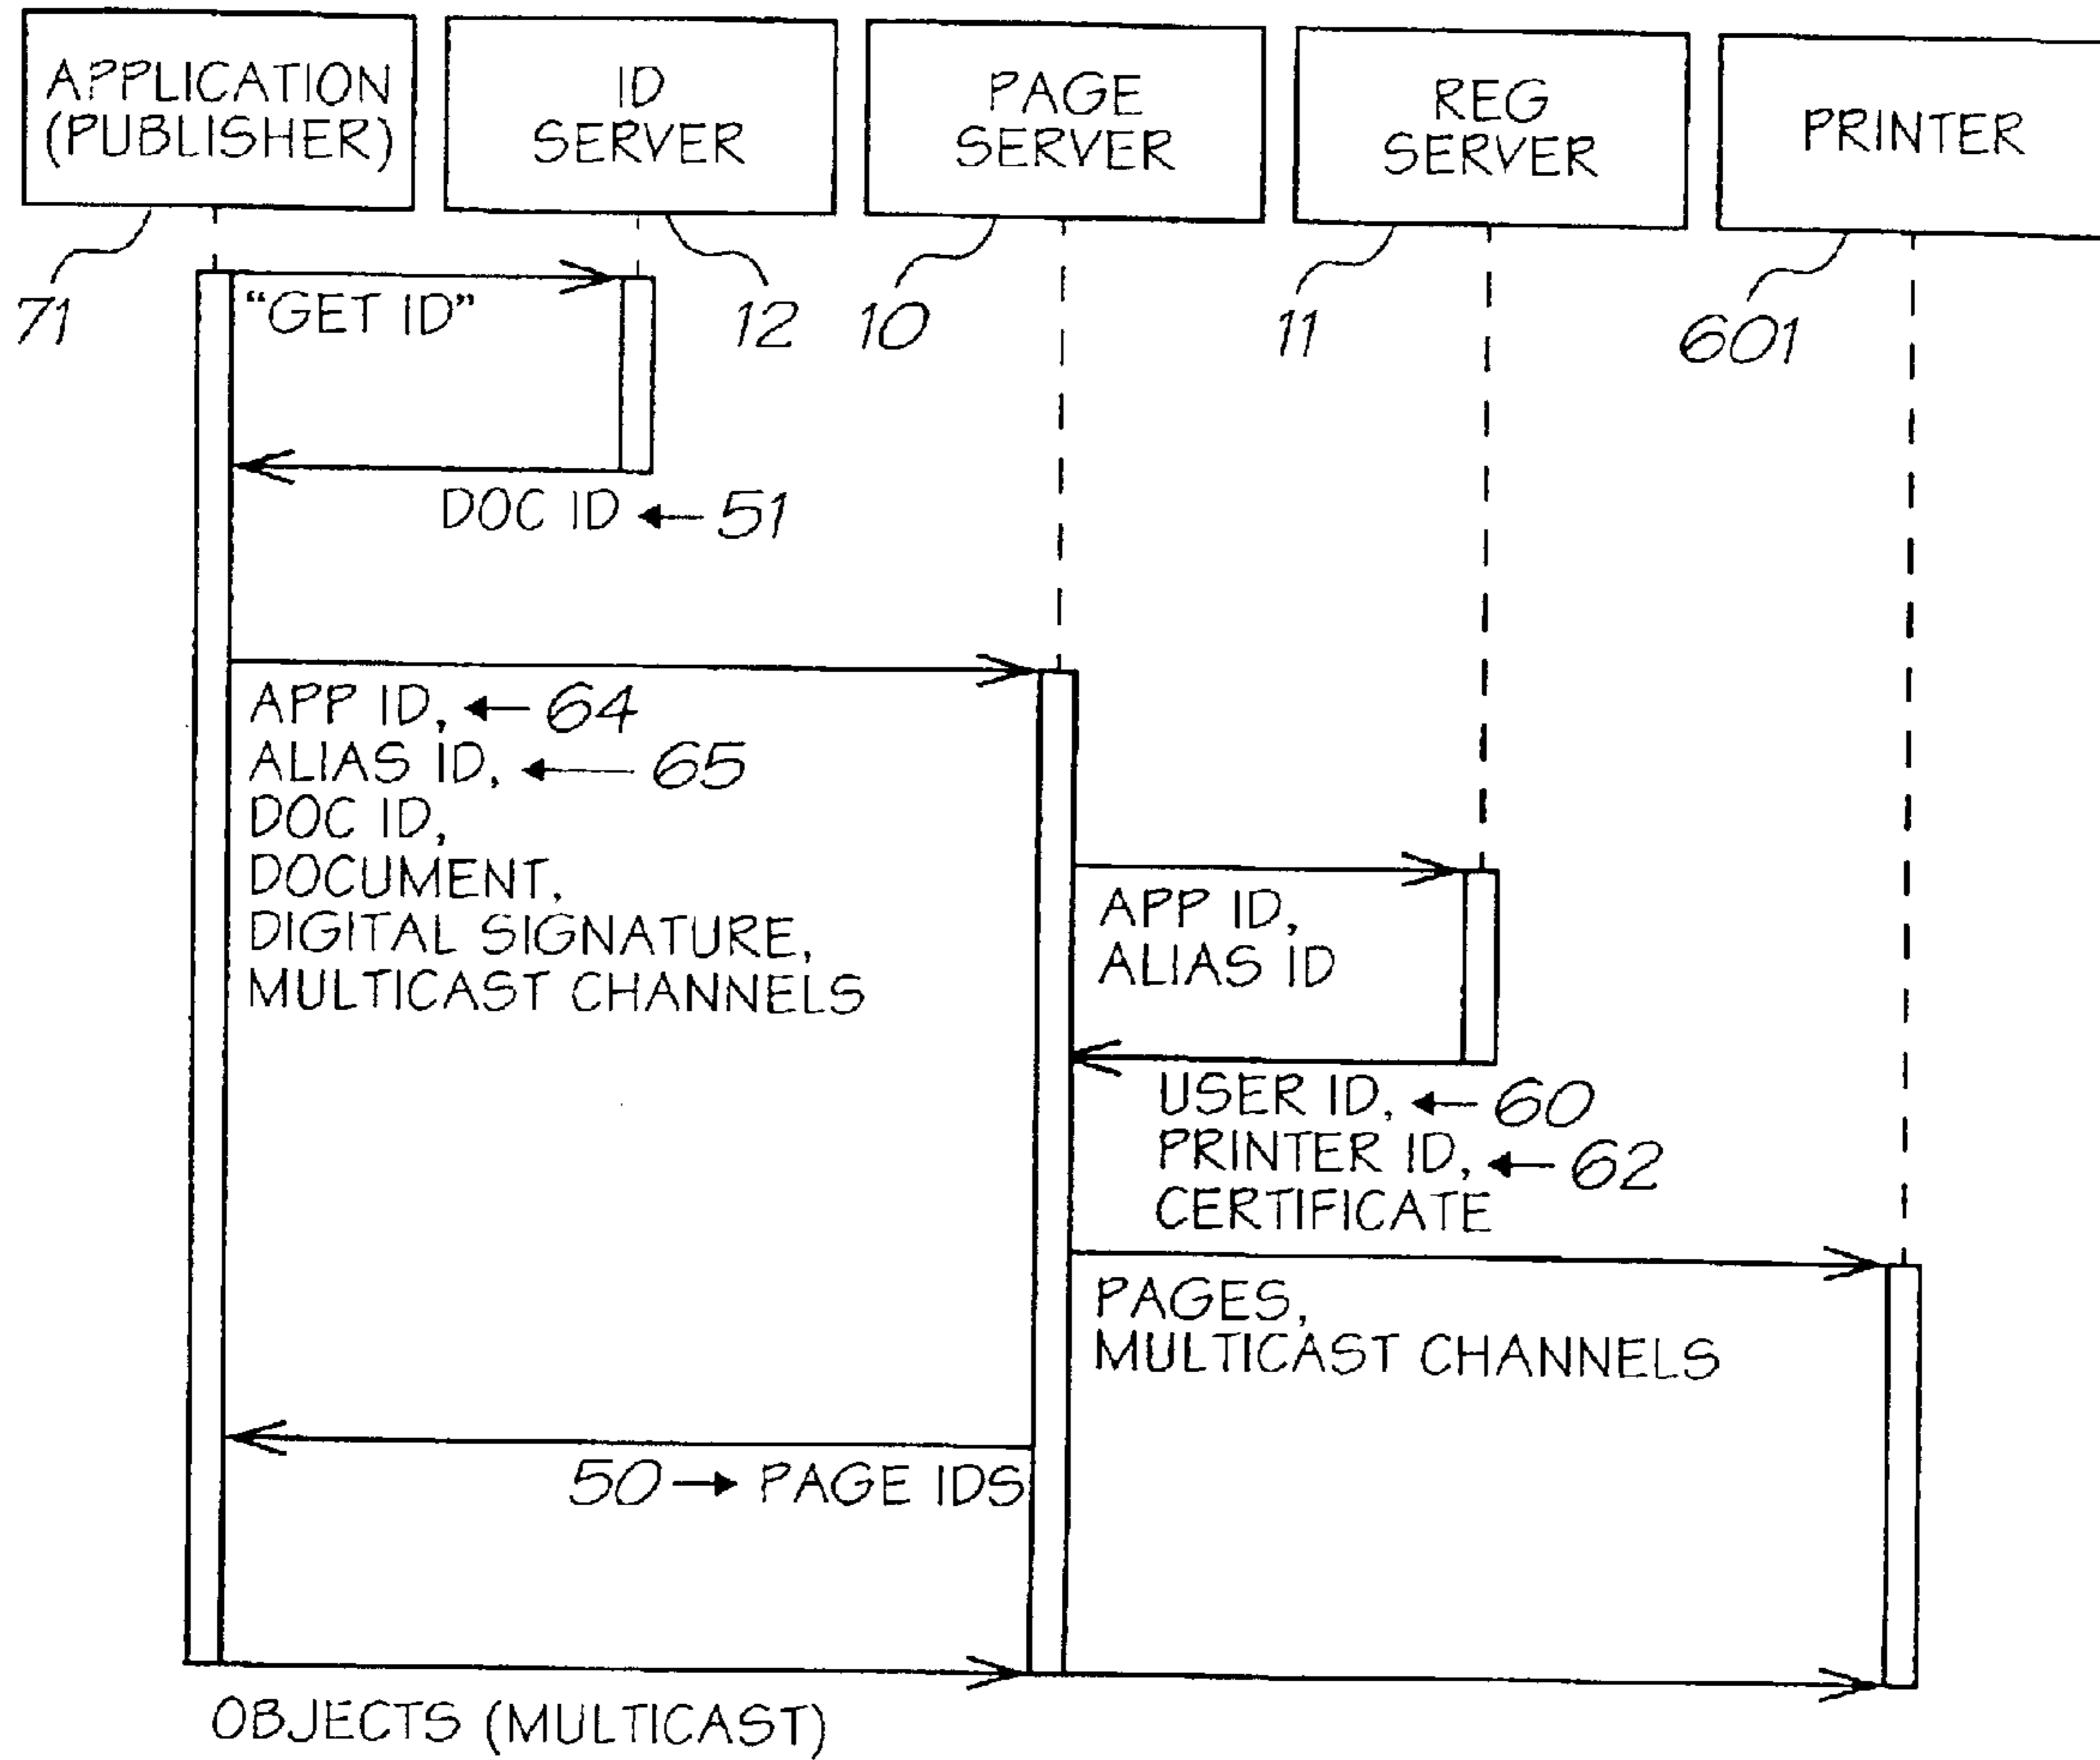 APPLICATION
(PUBLISHER)
ID
SERVER
PAGE
SERVER
REG
SERVER
PRINTER
71
12
10
11
601
"GET ID"
DOC ID 51
APP ID, 64
ALIAS ID, 65
DOC ID,
DOCUMENT,
DIGITAL SIGNATURE,
MULTICAST CHANNELS
APP ID,
ALIAS ID
USER ID, 60
PRINTER ID, 62
CERTIFICATE
PAGES,
MULTICAST CHANNELS
50 PAGE IDS
OBJECTS (MULTICAST)